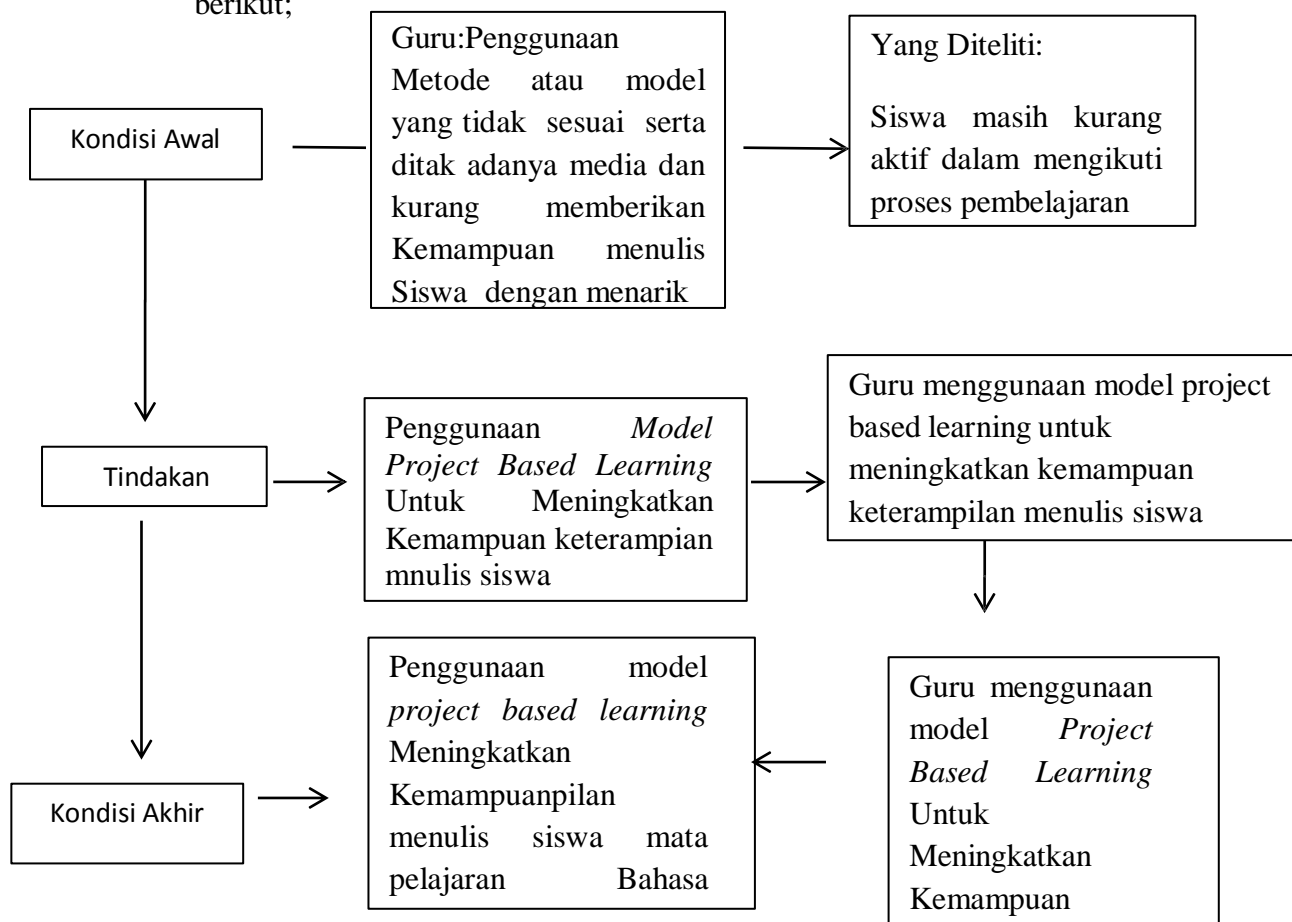 berikut;
Kondisi Awal
Guru:Penggunaan
Metode atau model
yang tidak sesuai serta
ditak adanya media dan
kurang memberikan
Kemampuan menulis
Siswa dengan menarik
Yang Diteliti:
Siswa masih kurang
aktif dalam mengikuti
proses pembelajaran
Tindakan
Penggunaan Model
Project Based Learning
Untuk Meningkatkan
Kemampuan keterampian
mnulis siswa
Guru menggunaan model project
based learning untuk
meningkatkan kemampuan
keterampilan menulis siswa
Kondisi Akhir
Penggunaan model
project based learning
Meningkatkan
Kemampuanpilan
menulis siswa mata
pelajaran Bahasa
Guru menggunaan
model Project
Based Learning
Untuk
Meningkatkan
Kemampuan